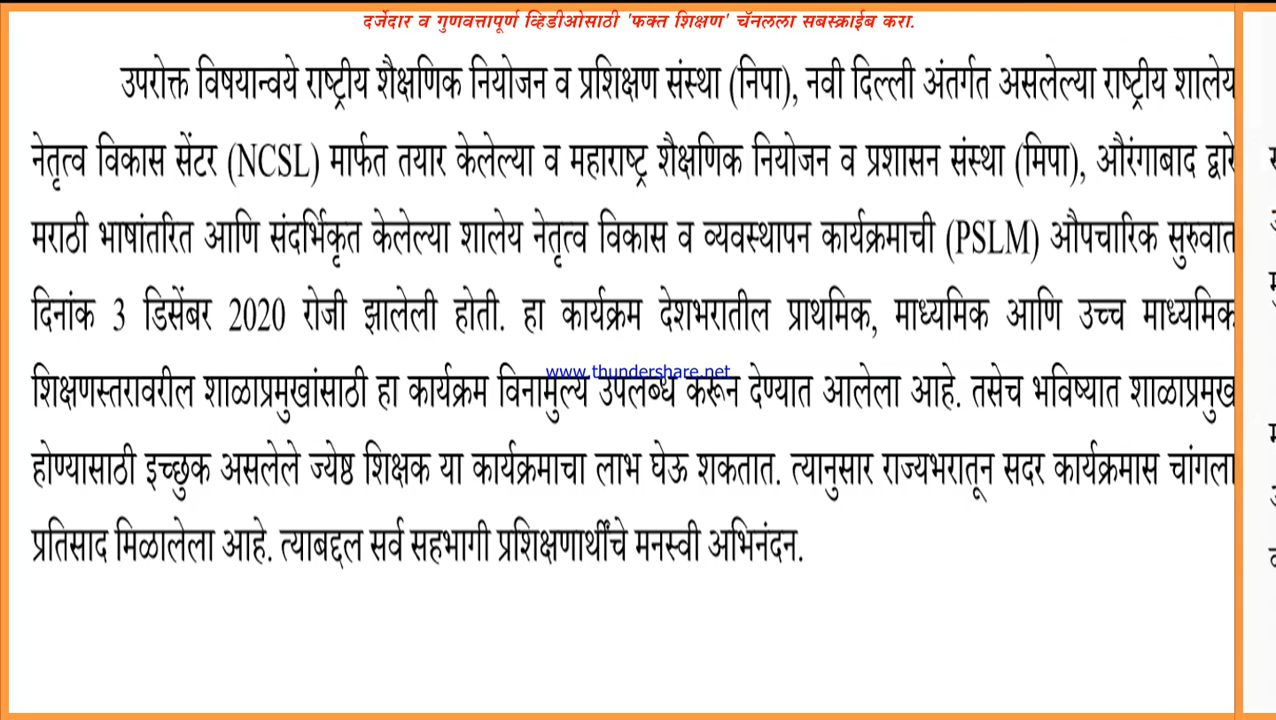 दर्जेदार व गुणवत्तापूर्ण व्हिडीओसाठी 'फक्त शिक्षण' चॅनलला सबस्क्राईब करा.
उपरोक्त विषयान्वये राष्ट्रीय शैक्षणिक नियोजन व प्रशिक्षण संस्था (निपा), नवी दिल्ली अंतर्गत असलेल्या राष्ट्रीय शालेय
नेतृत्व विकास सेंटर (NCSL) मार्फत तयार केलेल्या व महाराष्ट्र शैक्षणिक नियोजन व प्रशासन संस्था (मिपा), औरंगाबाद द्वारे
मराठी भाषांतरित आणि संदर्भिकृत केलेल्या शालेय नेतृत्व विकास व व्यवस्थापन कार्यक्रमाची (PSLM) औपचारिक सुरुवात
दिनांक 3 डिसेंबर 2020 रोजी झालेली होती. हा कार्यक्रम देशभरातील प्राथमिक, माध्यमिक आणि उच्च माध्यमिक
www.thundershare.net
शिक्षणस्तरावरील शाळाप्रमुखांसाठी हा कार्यक्रम विनामुल्य उपलब्ध करून देण्यात आलेला आहे. तसेच भविष्यात शाळाप्रमुख
होण्यासाठी इच्छुक असलेले ज्येष्ठ शिक्षक या कार्यक्रमाचा लाभ घेऊ शकतात. त्यानुसार राज्यभरातून सदर कार्यक्रमास चांगला
प्रतिसाद मिळालेला आहे. त्याबद्दल सर्व सहभागी प्रशिक्षणार्थींचे मनस्वी अभिनंदन.